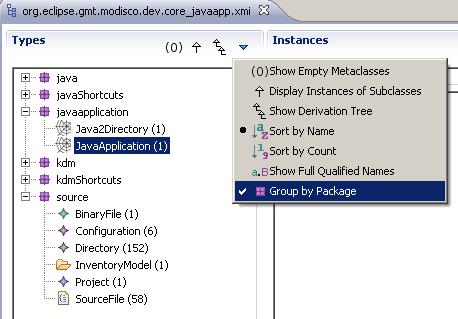 org.eclipse.gmt.modisco.dev.core_javaapp.xmi
Types
(0)
Instances
java
javaShortcuts
javaapplication
Java2Directory (1)
JavaApplication (1)
kdm
kdmShortcuts
source
BinaryFile (1)
Configuration (6)
Directory (152)
InventoryModel (1)
Project (1)
SourceFile (58)
(0) Show Empty Metaclasses
Display Instances of Subclasses
Show Derivation Tree
Sort by Name
Sort by Count
a.B Show Full Qualified Names
Group by Package